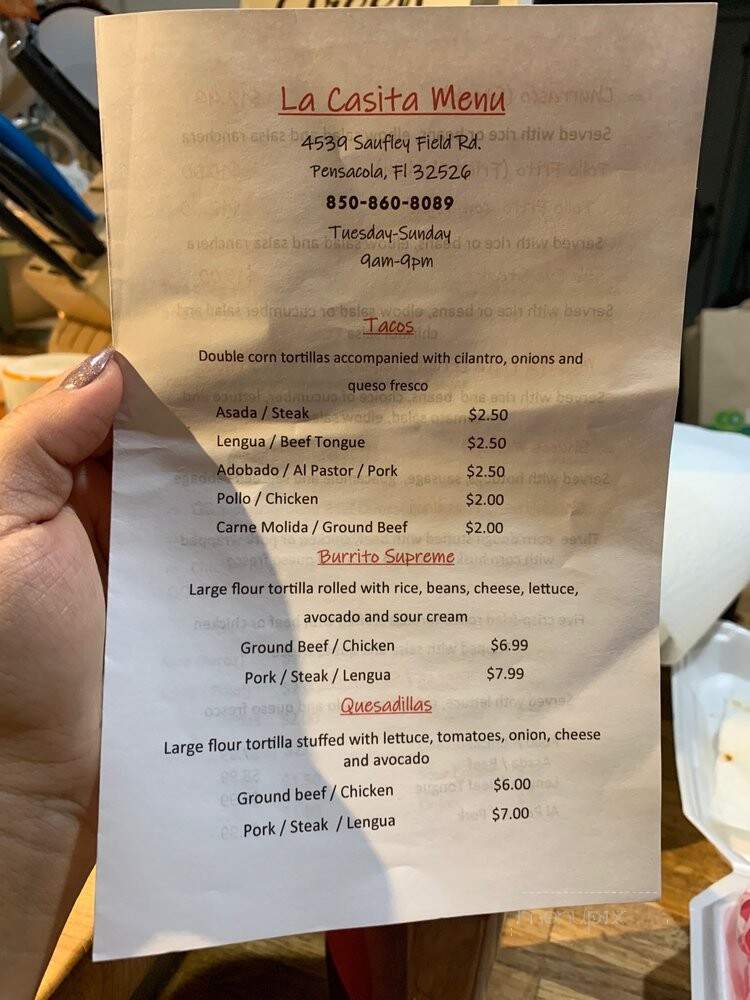 La Casita Menu
4539 Saufley Field Rd.
Pensacola, Fl 32526
850-860-8089
Tuesday-Sunday
9am-9pm
Tacos
Double corn tortillas accompanied with cilantro, onions and
queso fresco
Asada / Steak $2.50
Lengua / Beef Tongue $2.50
Adobado / Al Pastor / Pork $2.50
Pollo / Chicken $2.00
Carne Molida / Ground Beef $2.00
Burrito Supreme
Large flour tortilla rolled with rice, beans, cheese, lettuce,
avocado and sour cream
Ground Beef / Chicken $6.99
Pork / Steak / Lengua $7.99
Quesadillas
Large flour tortilla stuffed with lettuce, tomatoes, onion, cheese
and avocado
Ground beef / Chicken $6.00
Pork / Steak / Lengua $7.00
menupix